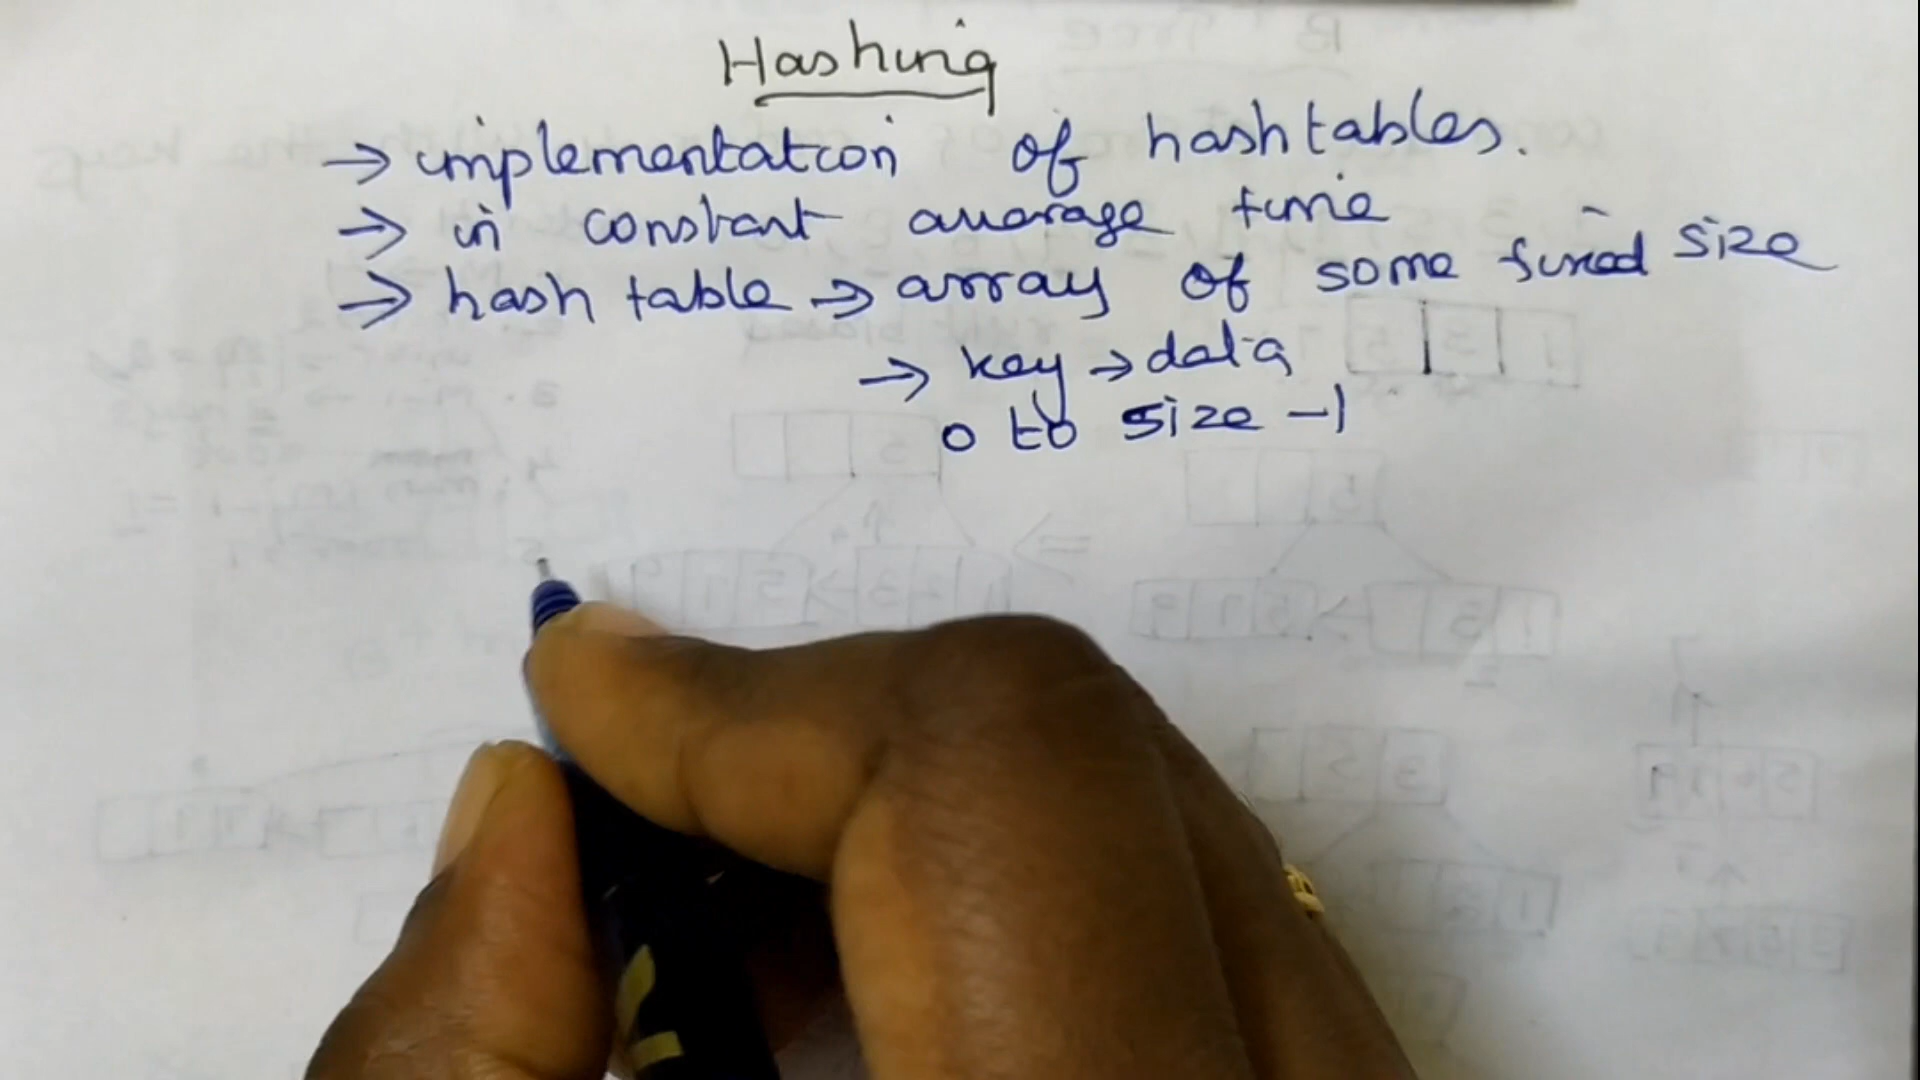 Hashing
→ implementation of hashtables.
→ in constant average time
→ hash table → array of some fixed size
→ key → data
0 to size -1